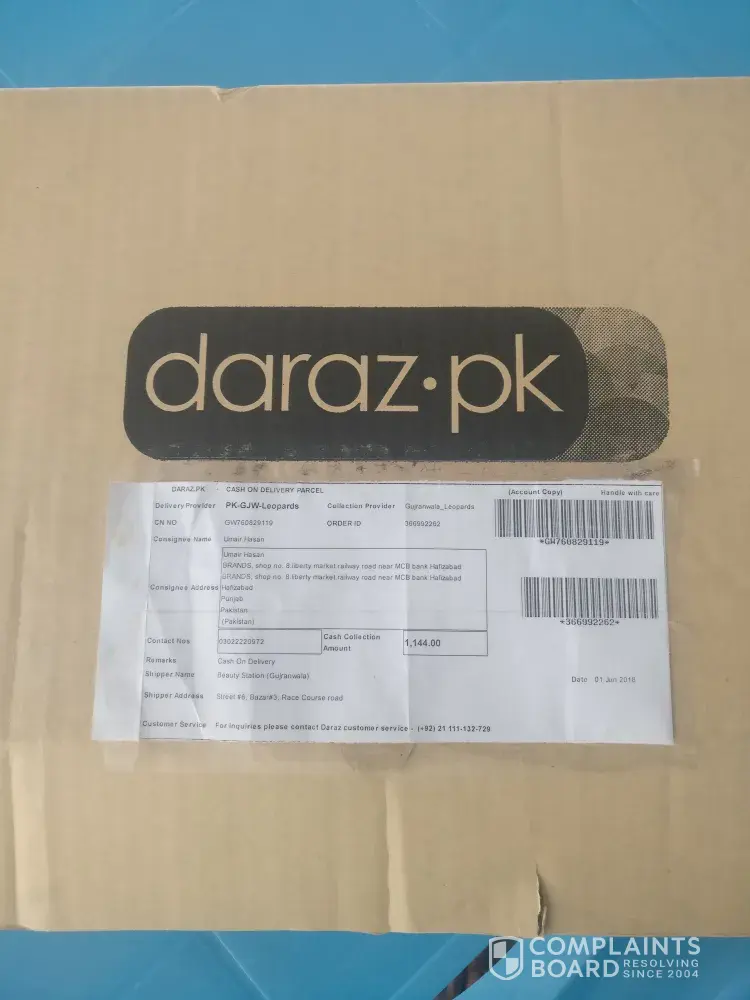 daraz.pk
DARAZ.PK - CASH ON DELIVERY PARCEL (Account Copy) Handle with care
Delivery Provider PK-GJW-Leopards Collection Provider Gujranwala_Leopards
CN NO GW760829119 ORDER ID 366992262
*GW760829119*
Consignee Name Umair Hasan
Umair Hasan
BRANDS, shop no. 8.liberty market railway road near MCB bank Hafizabad
BRANDS, shop no. 8.liberty market railway road near MCB bank Hafizabad
Consignee Address Hafizabad
Punjab
Pakistan
(Pakistan)
*366992262*
Contact Nos 03022220972 Cash Collection Amount 1,144.00
Remarks Cash On Delivery
Shipper Name Beauty Station (Gujranwala) Date 01 Jun 2018
Shipper Address Street #6, Bazar#3, Race Course road
Customer Service For inquiries please contact Daraz customer service - (+92) 21 111-132-729
COMPLAINTS
BOARD RESOLVING
SINCE 2004